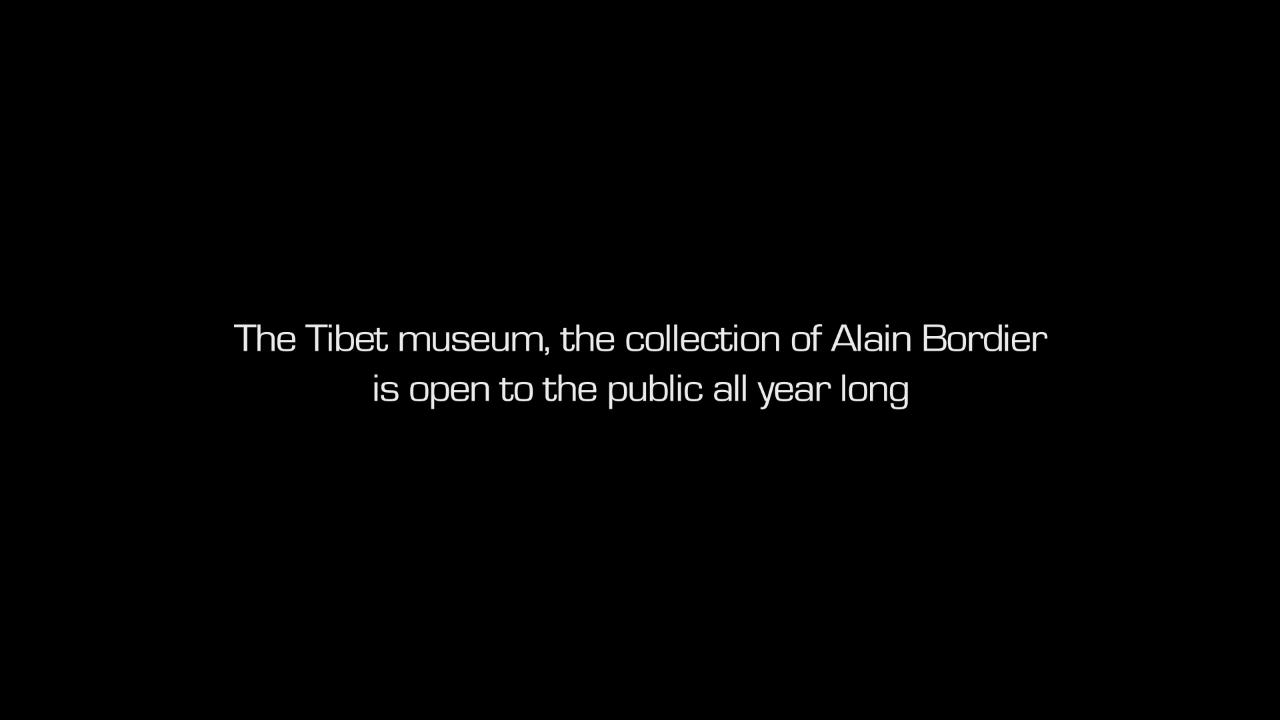 The Tibet museum, the collection of Alain Bordier
is open to the public all year long